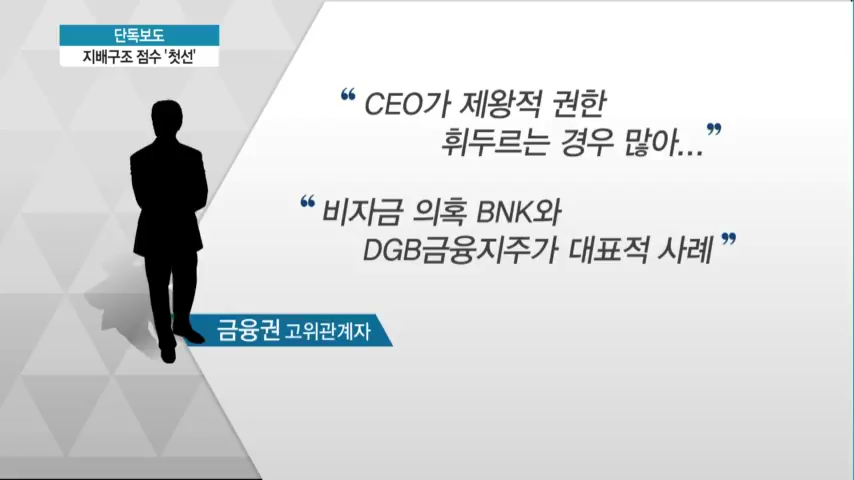 단독보도
지배구조 점수 '첫선'
“ CEO가 제왕적 권한
휘두르는 경우 많아...”
“ 비자금 의혹 BNK와
DGB금융지주가 대표적 사례 ”
금융권 고위관계자